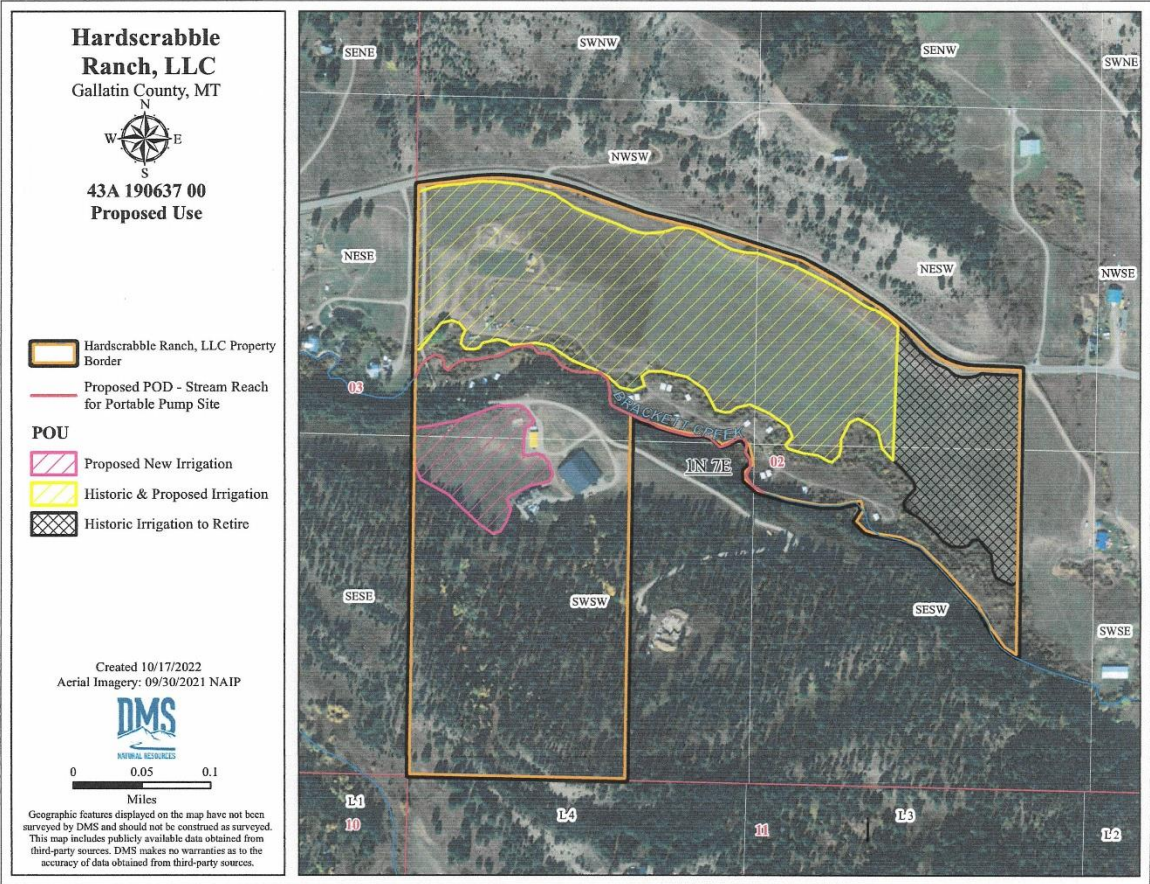 Hardscrabble
Ranch, LLC
Gallatin County, MT
N
W E
S
43A 190637 00
Proposed Use
Hardscrabble Ranch, LLC Property
Border
Proposed POD - Stream Reach
for Portable Pump Site
POU
Proposed New Irrigation
Historic & Proposed Irrigation
Historic Irrigation to Retire
Created 10/17/2022
Aerial Imagery: 09/30/2021 NAIP
DMS
NATURAL RESOURCES
0 0.05 0.1
Miles
Geographic features displayed on the map have not been
surveyed by DMS and should not be construed as surveyed.
This map includes publicly available data obtained from
third-party sources. DMS makes no warranties as to the
accuracy of data obtained from third-party sources.
SENE
SWNW
SENW
SWNE
NWSW
NESE
NESW
NWSE
03
BRACKETT CREEK
1N 7E
02
SESE
SWSW
SESW
SWSE
L1
L4
L3
L2
10
11